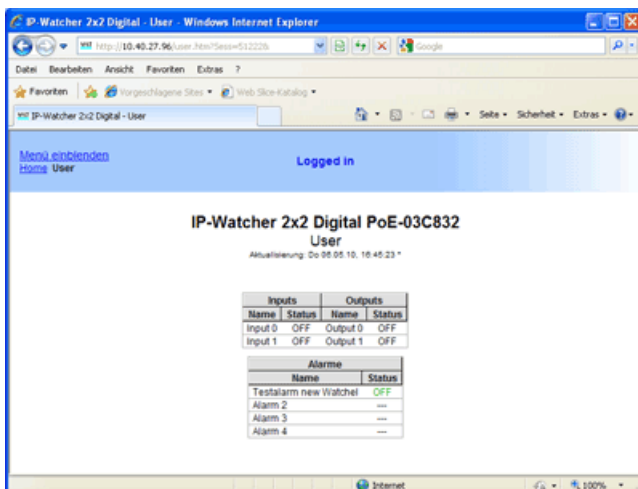 IP-Watcher 2x2 Digital - User - Windows Internet Explorer
http://10.40.27.96/user.htm?Sess=51222&
Google
Datei Bearbeiten Ansicht Favoriten Extras ?
Favoriten Vorgeschlagene Sites Web Slice-Katalog
IP-Watcher 2x2 Digital - User Seite Sicherheit Extras
Menü einblenden
Logged in
Home User
IP-Watcher 2x2 Digital PoE-03C832
User
Aktualisierung: Do 06.05.10, 16:45:23 *
Inputs Outputs
Name Status Name Status
Input 0 OFF Output 0 OFF
Input 1 OFF Output 1 OFF
Alarme
Name Status
Testalarm new Watchel OFF
Alarm 2 ---
Alarm 3 ---
Alarm 4 ---
Internet 100%